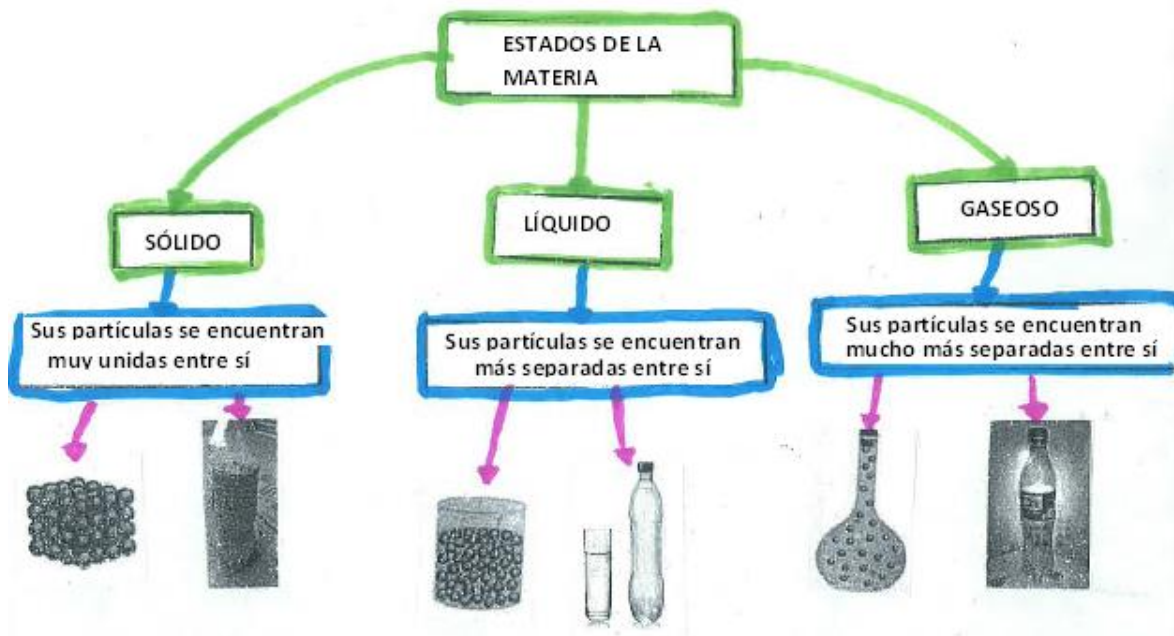 ESTADOS DE LA
MATERIA
SÓLIDO
LÍQUIDO
GASEOSO
Sus partículas se encuentran
muy unidas entre sí
Sus partículas se encuentran
más separadas entre sí
Sus partículas se encuentran
mucho más separadas entre sí